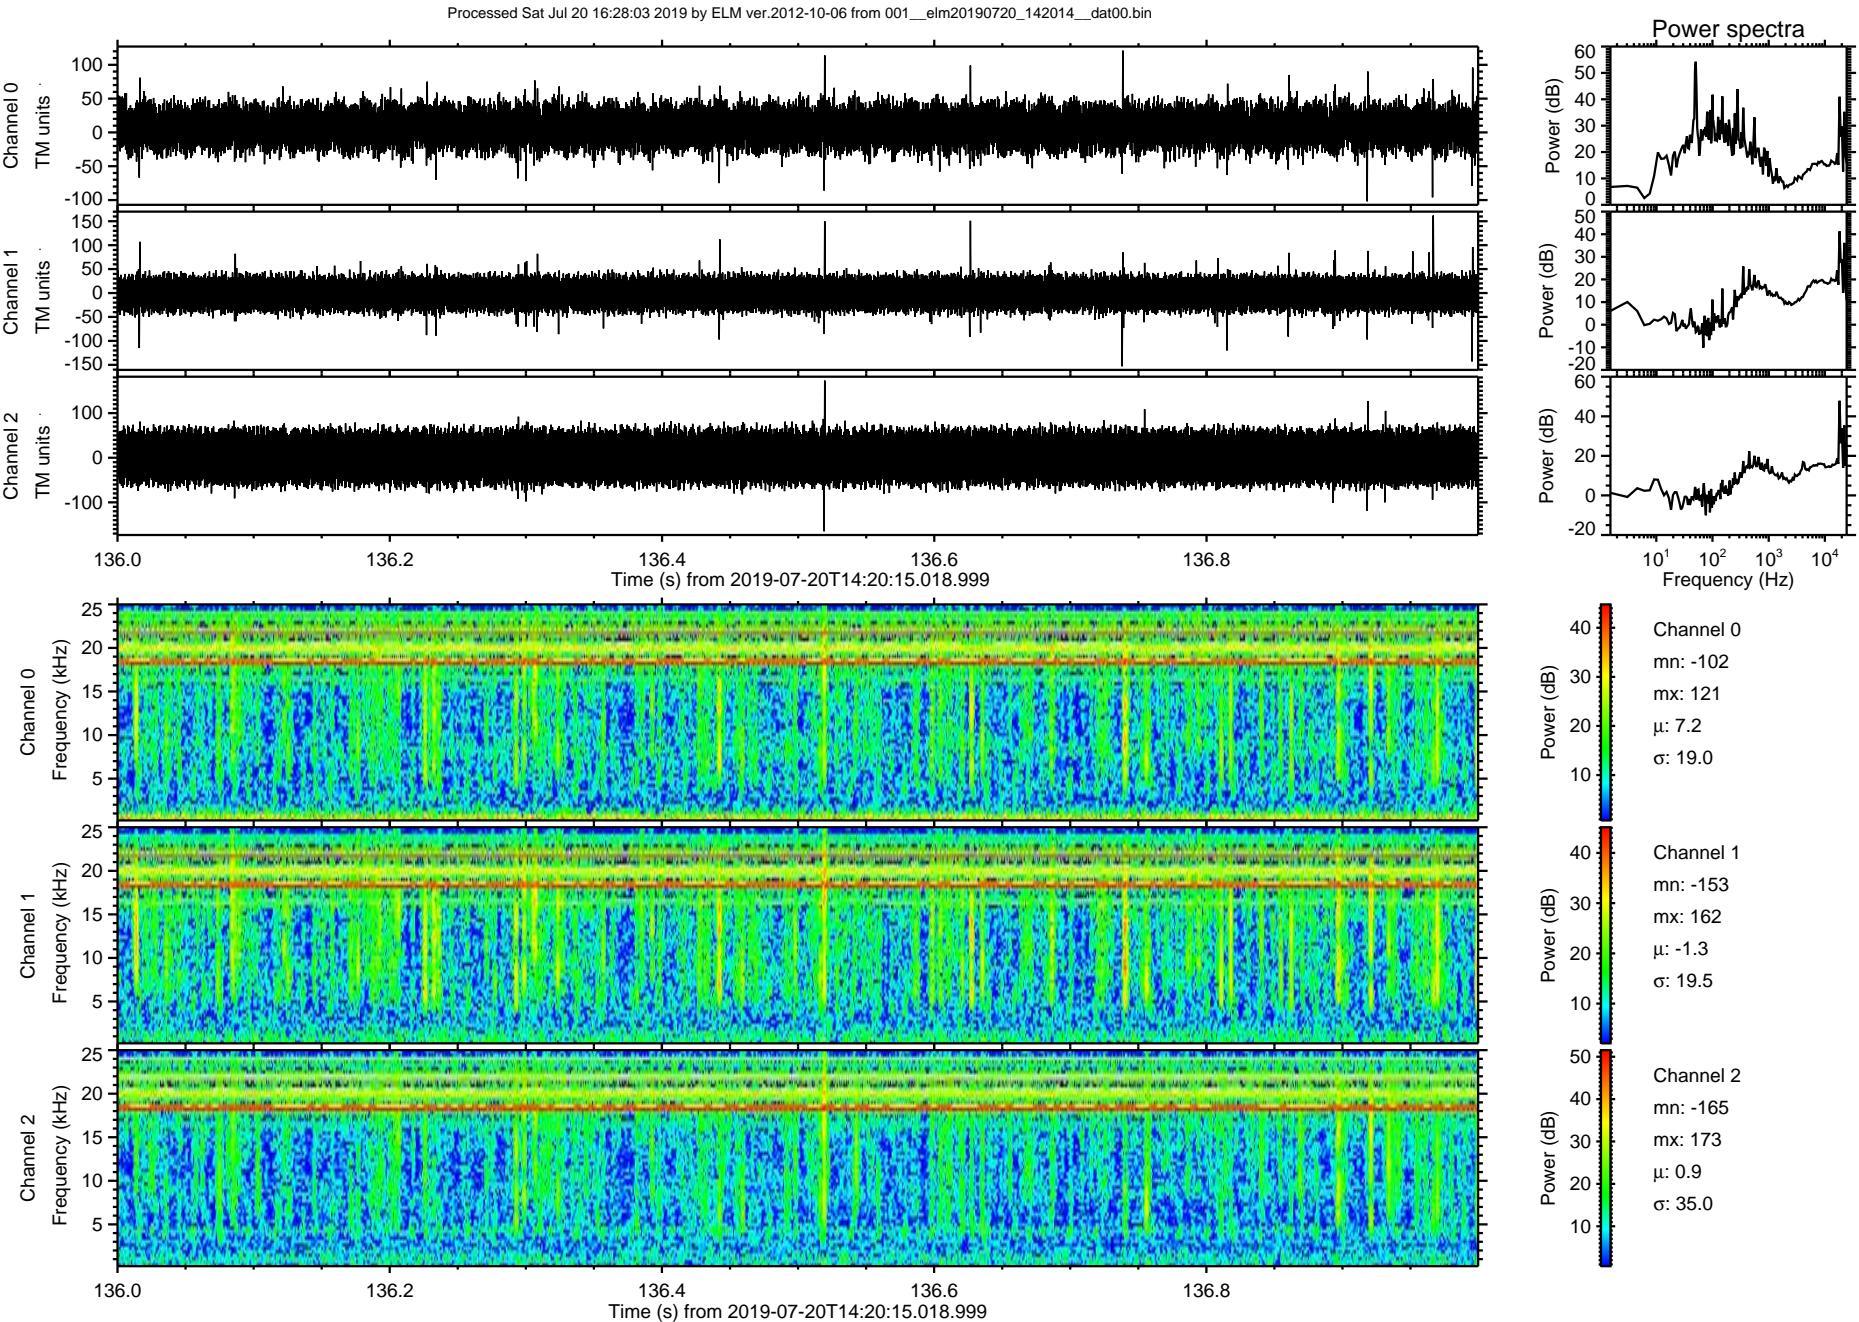 Processed Sat Jul 20 16:28:03 2019 by ELM ver.2012-10-06 from 001__elm20190720_142014__dat00.bin
Power spectra
Channel 0
TM units
100
50
0
-50
-100
Power (dB)
60
50
40
30
20
10
0
Channel 1
TM units
150
100
50
0
-50
-100
-150
Power (dB)
50
40
30
20
10
0
-10
-20
Channel 2
TM units
100
0
-100
Power (dB)
60
40
20
0
-20
136.0 136.2 136.4 136.6 136.8
Time (s) from 2019-07-20T14:20:15.018.999
10¹ 10² 10³ 10⁴
Frequency (Hz)
Channel 0
Frequency (kHz)
25
20
15
10
5
Power (dB)
40
30
20
10
Channel 0
mn: -102
mx: 121
μ: 7.2
σ: 19.0
Channel 1
Frequency (kHz)
25
20
15
10
5
Power (dB)
40
30
20
10
Channel 1
mn: -153
mx: 162
μ: -1.3
σ: 19.5
Channel 2
Frequency (kHz)
25
20
15
10
5
Power (dB)
50
40
30
20
10
Channel 2
mn: -165
mx: 173
μ: 0.9
σ: 35.0
136.0 136.2 136.4 136.6 136.8
Time (s) from 2019-07-20T14:20:15.018.999